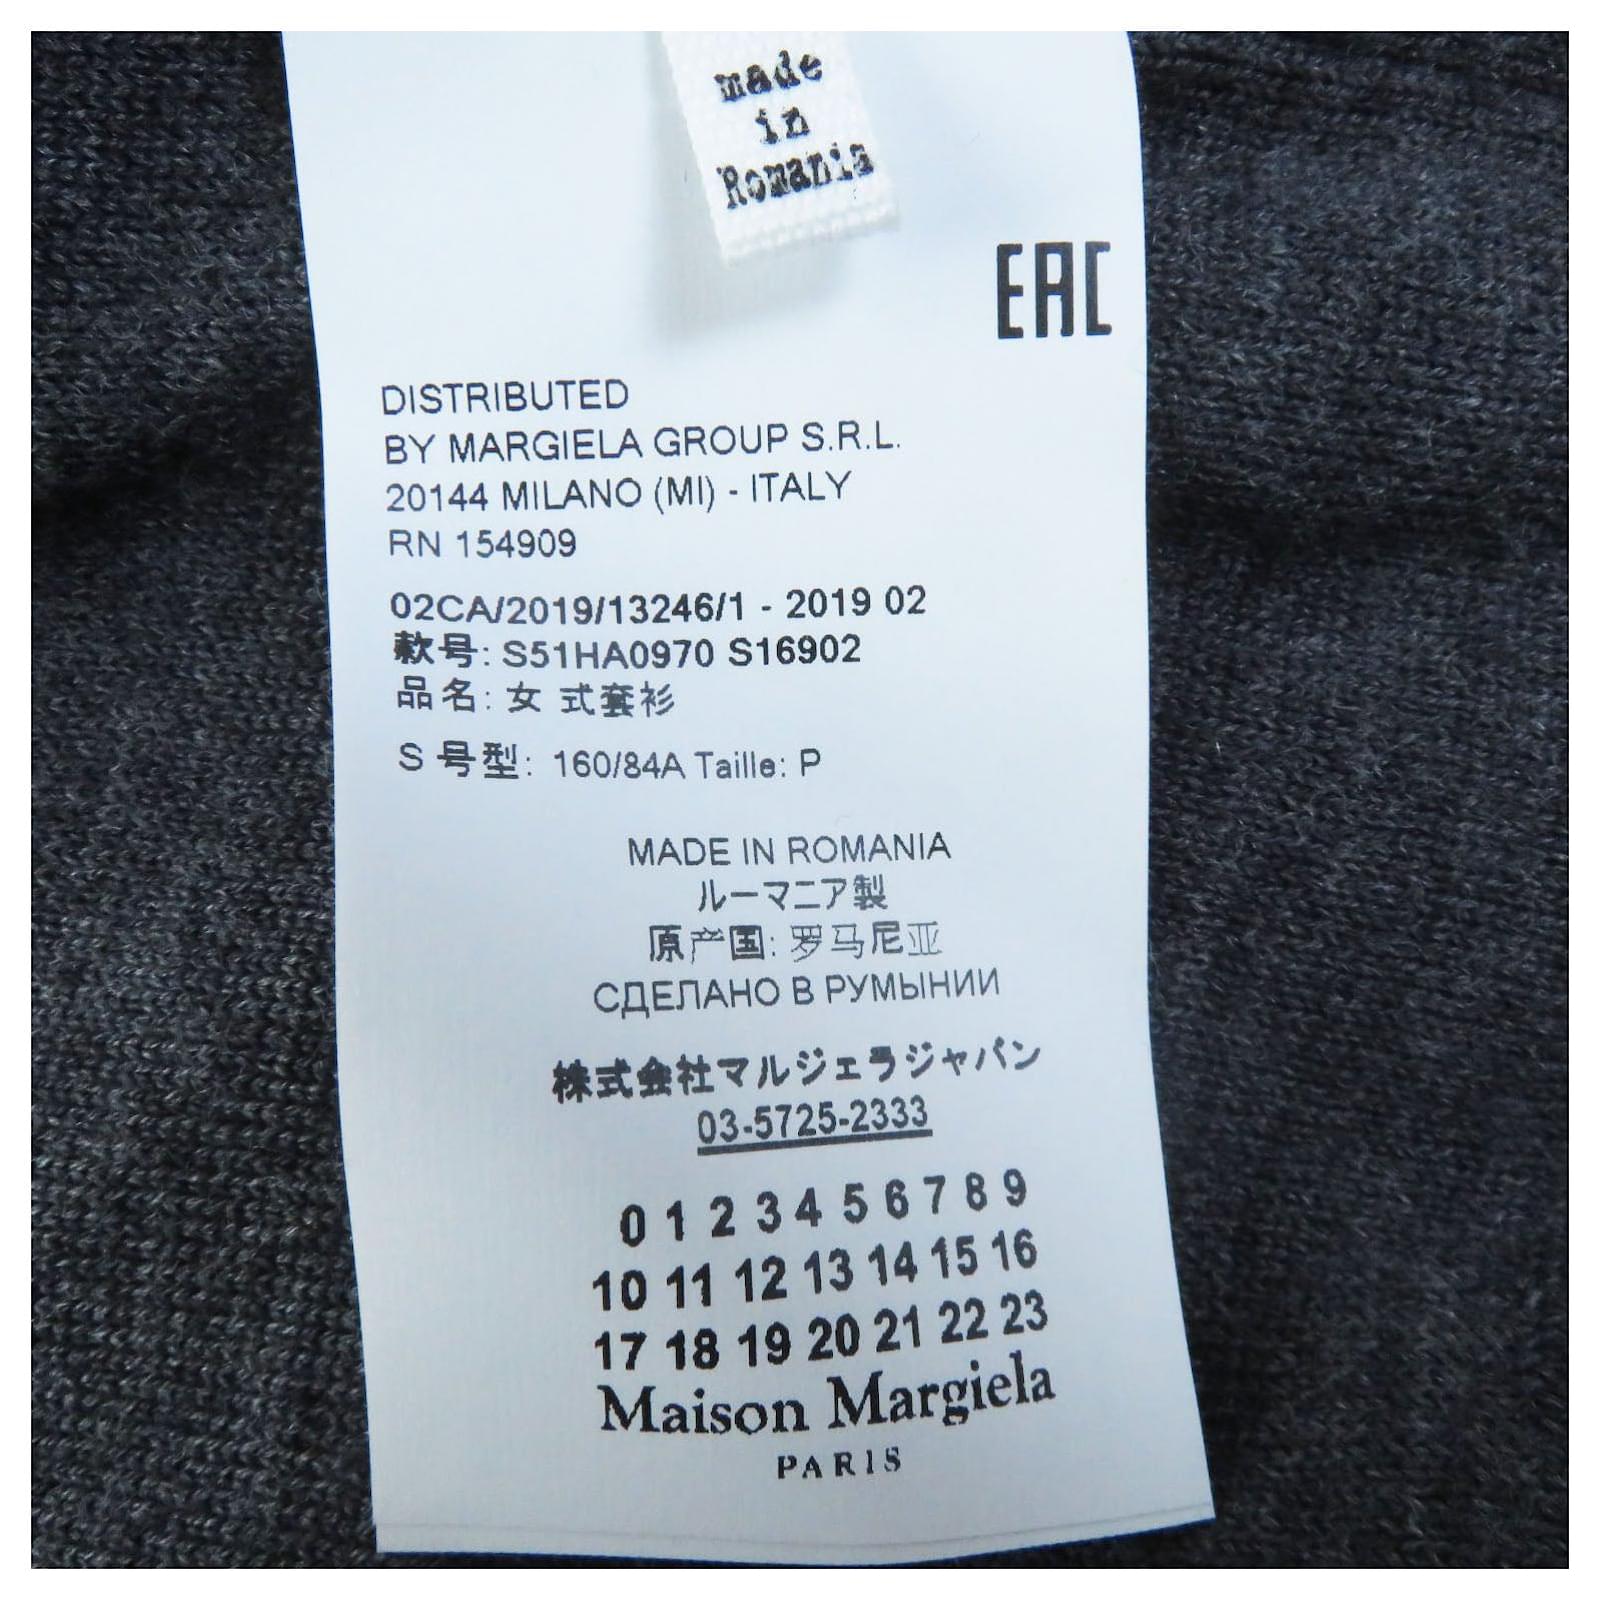 made
in
Romania
EAC
DISTRIBUTED
BY MARGIELA GROUP S.R.L.
20144 MILANO (MI) - ITALY
RN 154909
02CA/2019/13246/1 - 2019 02
款号: S51HA0970 S16902
品名: 女 式套衫
S 号型: 160/84A Taille: P
MADE IN ROMANIA
ルーマニア製
原产国: 罗马尼亚
СДЕЛАНО В РУМЫНИИ
株式会社マルジェラジャパン
03-5725-2333
0 1 2 3 4 5 6 7 8 9
10 11 12 13 14 15 16
17 18 19 20 21 22 23
Maison Margiela
PARIS